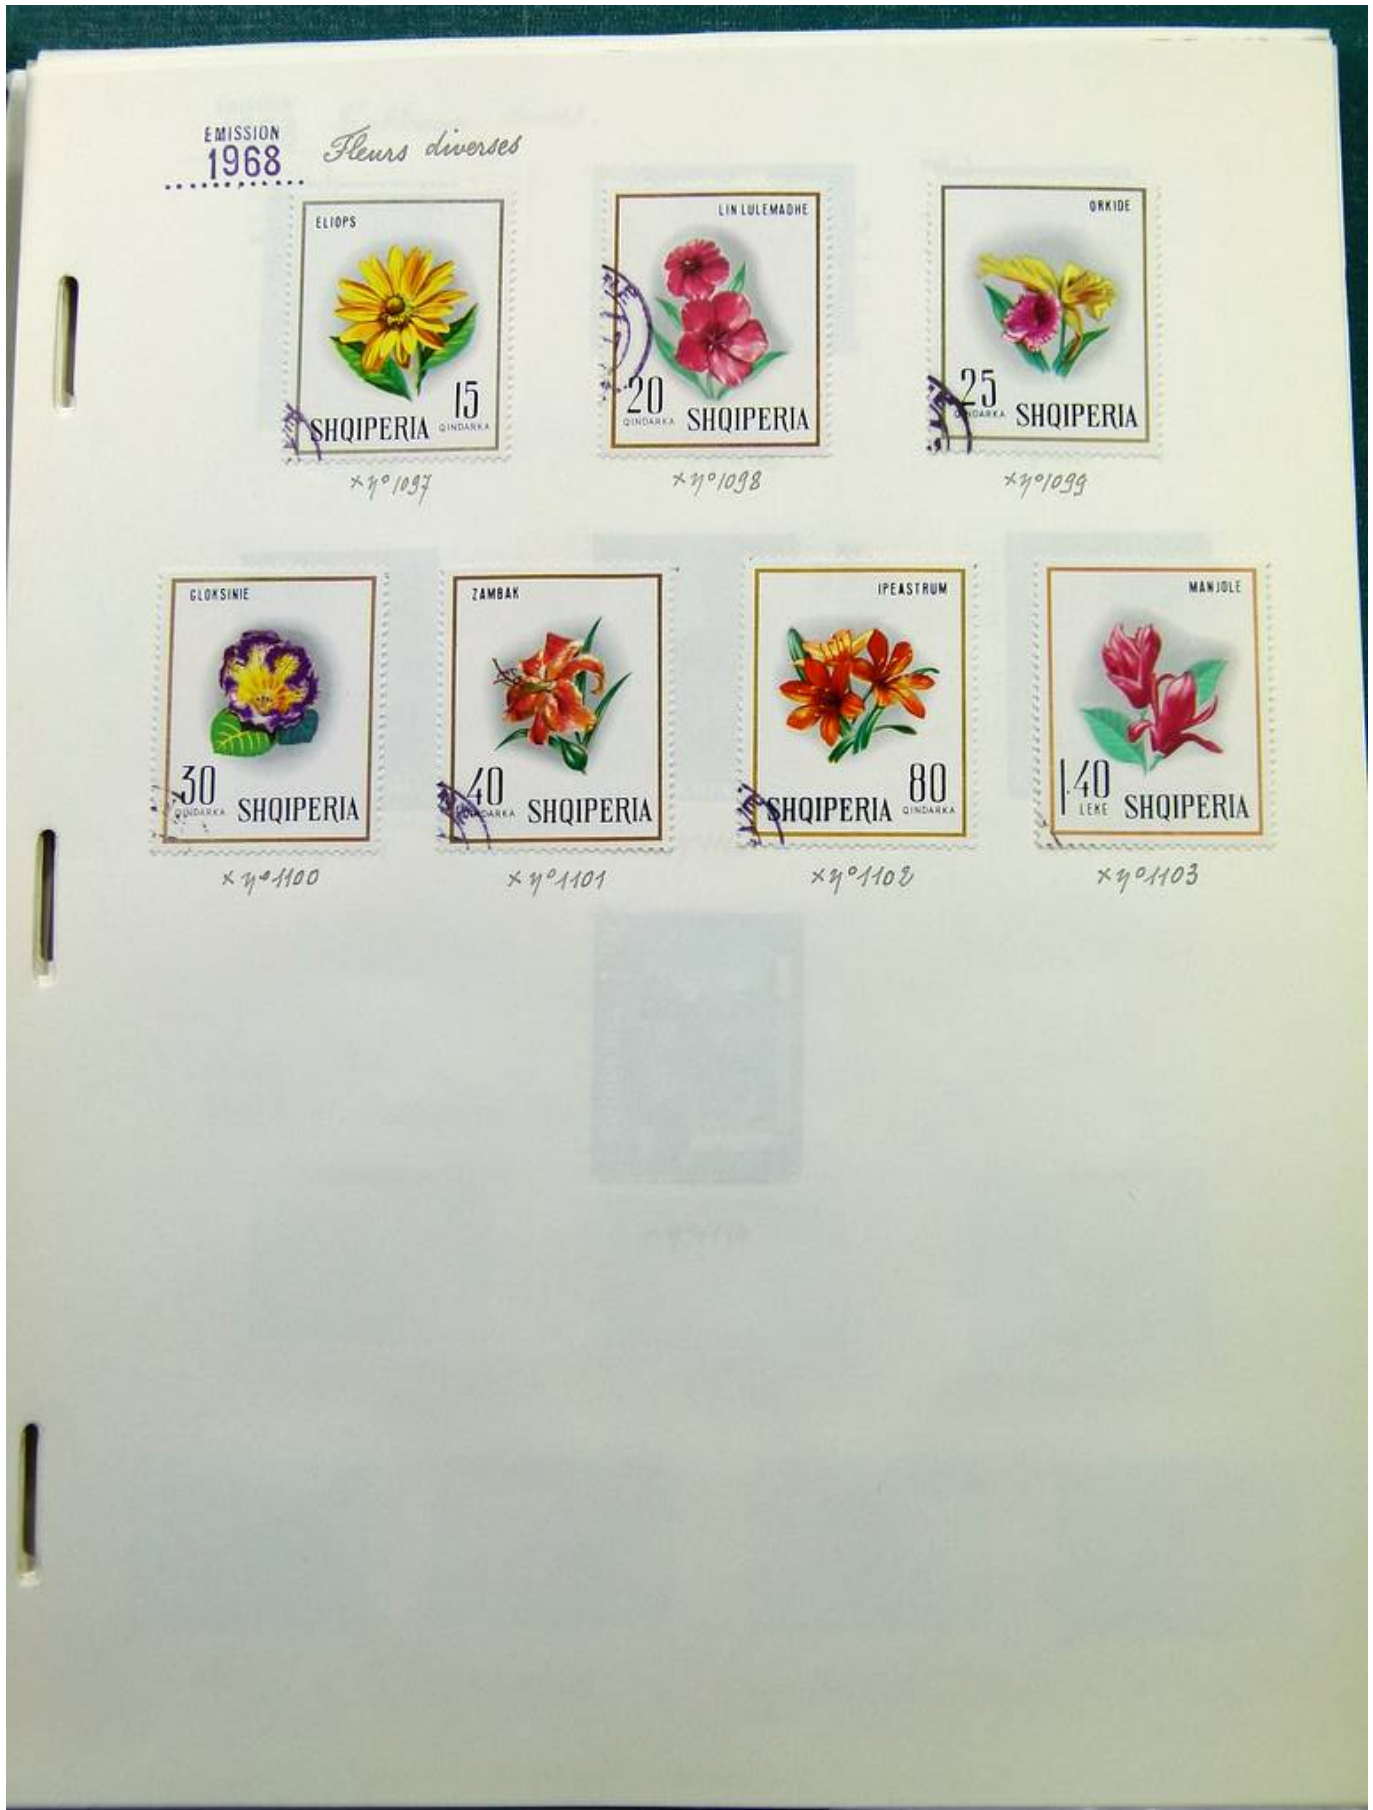 EMISSION
1968
Fleurs diverses
ELIOPS
15
QINDARKA
SHQIPERIA
x n° 1097
LIN LULEMADHE
20
QINDARKA
SHQIPERIA
x n° 1098
ORKIDE
25
QINDARKA
SHQIPERIA
x n° 1099
GLOKSINIE
30
QINDARKA
SHQIPERIA
x n° 1100
ZAMBAK
40
QINDARKA
SHQIPERIA
x n° 1101
IPEASTRUM
80
QINDARKA
SHQIPERIA
x n° 1102
MANJOLE
1.40
LEKE
SHQIPERIA
x n° 1103